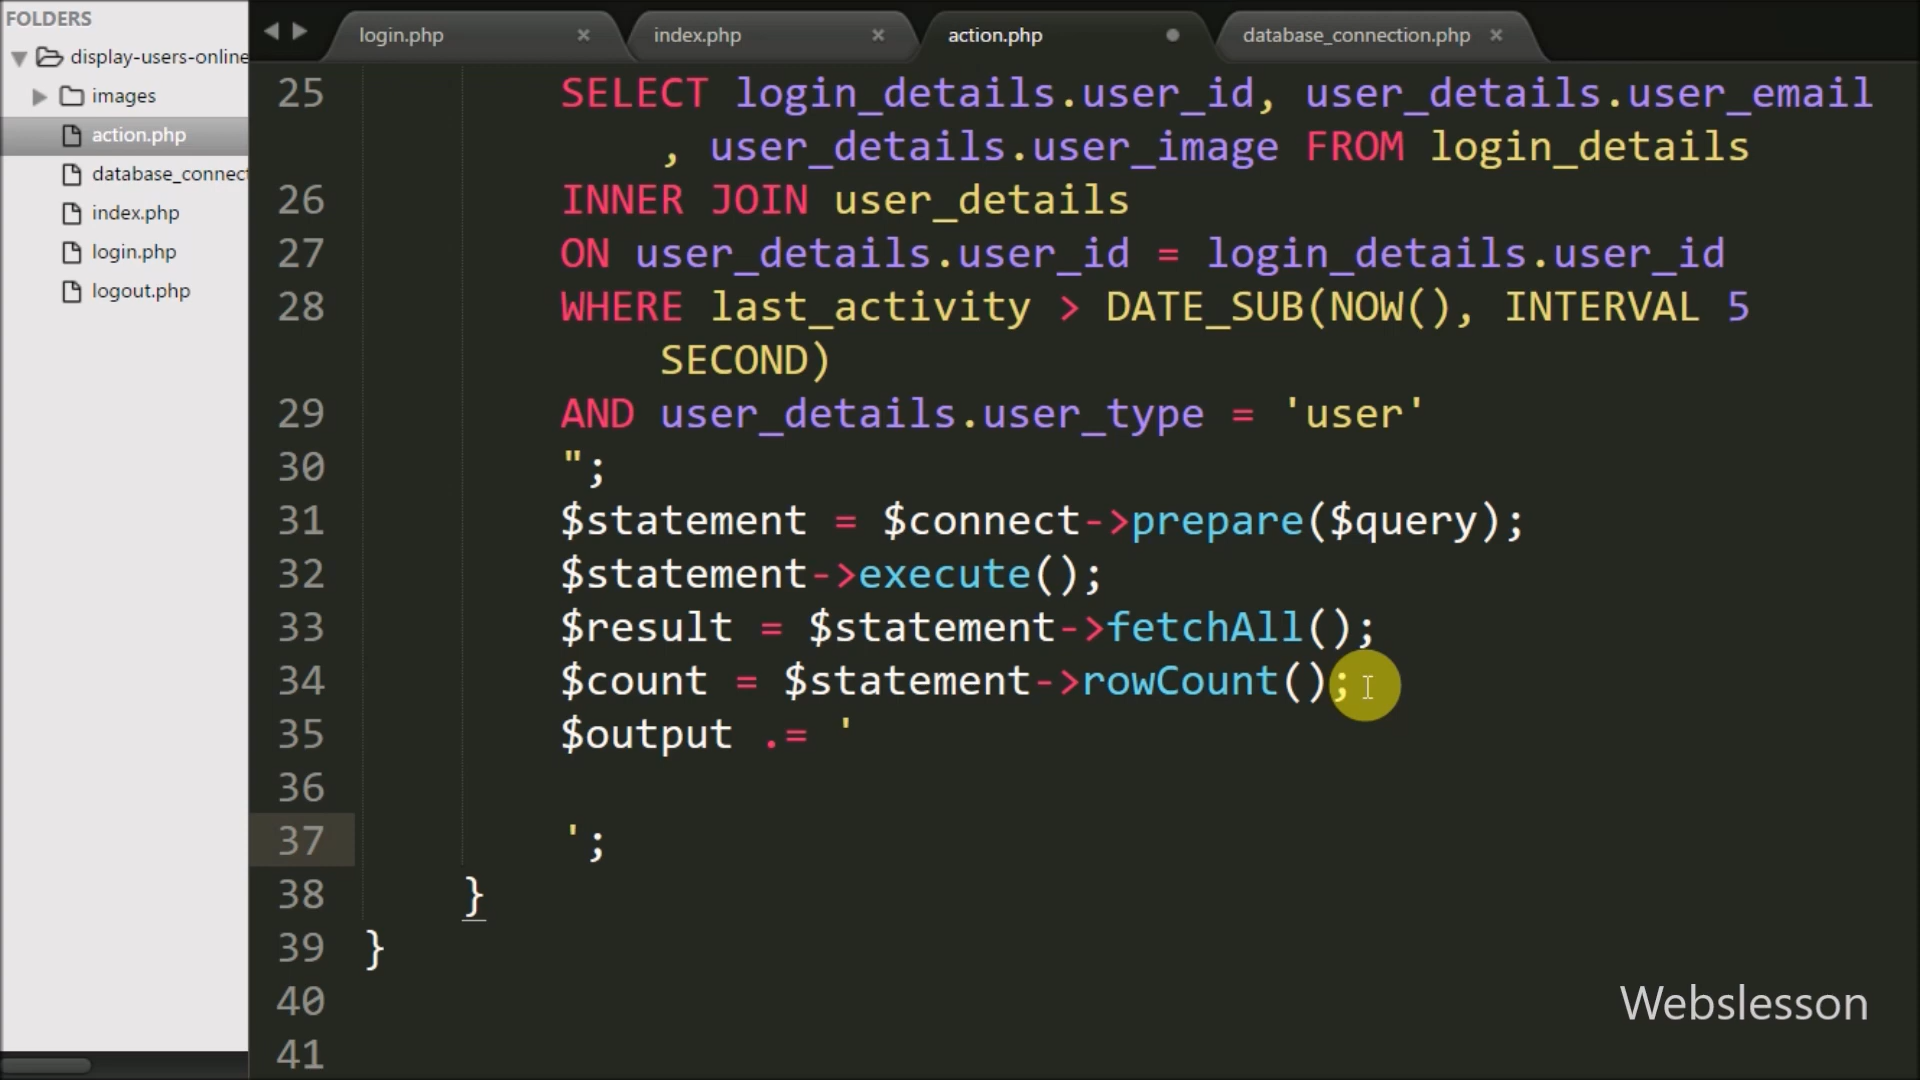 FOLDERS
display-users-online
images
action.php
database_connect
index.php
login.php
logout.php
login.php × index.php × action.php database_connection.php ×
25 SELECT login_details.user_id, user_details.user_email
, user_details.user_image FROM login_details
26 INNER JOIN user_details
27 ON user_details.user_id = login_details.user_id
28 WHERE last_activity > DATE_SUB(NOW(), INTERVAL 5
SECOND)
29 AND user_details.user_type = 'user'
30 ";
31 $statement = $connect->prepare($query);
32 $statement->execute();
33 $result = $statement->fetchAll();
34 $count = $statement->rowCount();
35 $output .= '
36
37 ';
38 }
39 }
40
41
Webslesson